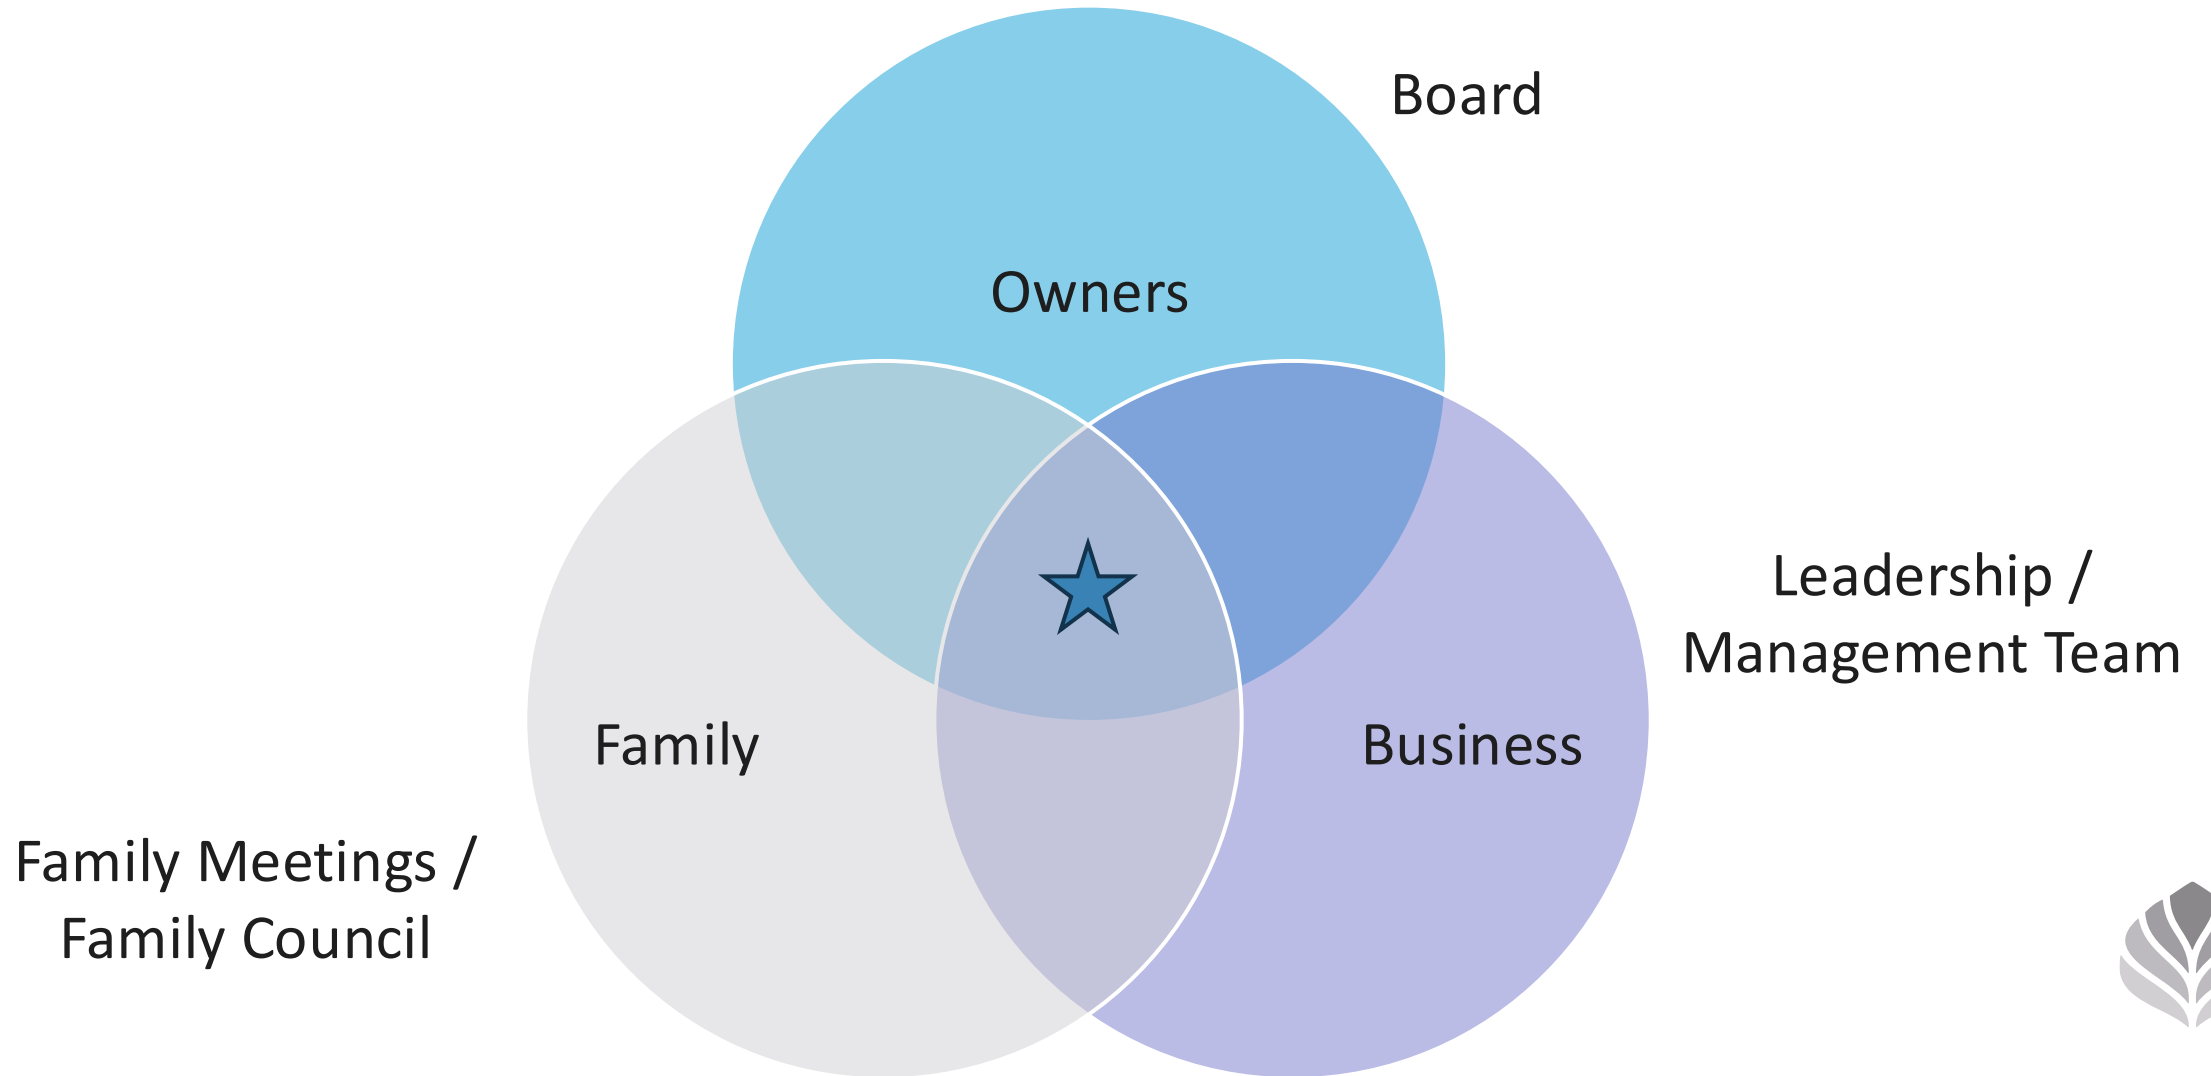 Board
Owners
Leadership /
Management Team
Family
Business
Family Meetings /
Family Council